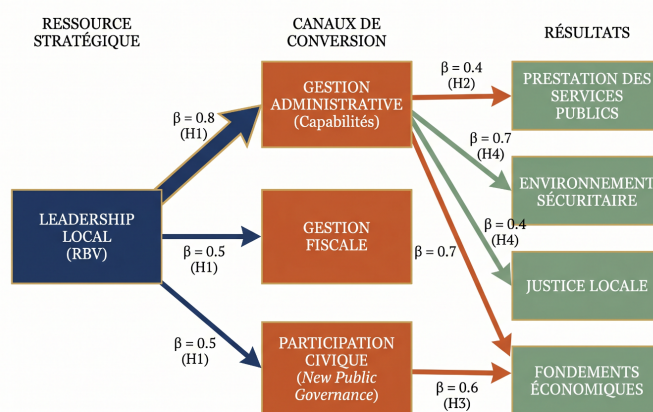 RESSOURCE
STRATÉGIQUE
CANAUX DE
CONVERSION
RÉSULTATS
LEADERSHIP
LOCAL
(RBV)
β = 0.8
(H1)
β = 0.5
(H1)
β = 0.5
(H1)
GESTION
ADMINISTRATIVE
(Capabilités)
GESTION
FISCALE
PARTICIPATION
CIVIQUE
(New Public
Governance)
β = 0.4
(H2)
β = 0.7
(H4)
β = 0.4
(H4)
β = 0.7
β = 0.6
(H3)
PRESTATION DES
SERVICES
PUBLICS
ENVIRONNEMENT
SÉCURITAIRE
JUSTICE LOCALE
FONDEMENTS
ÉCONOMIQUES